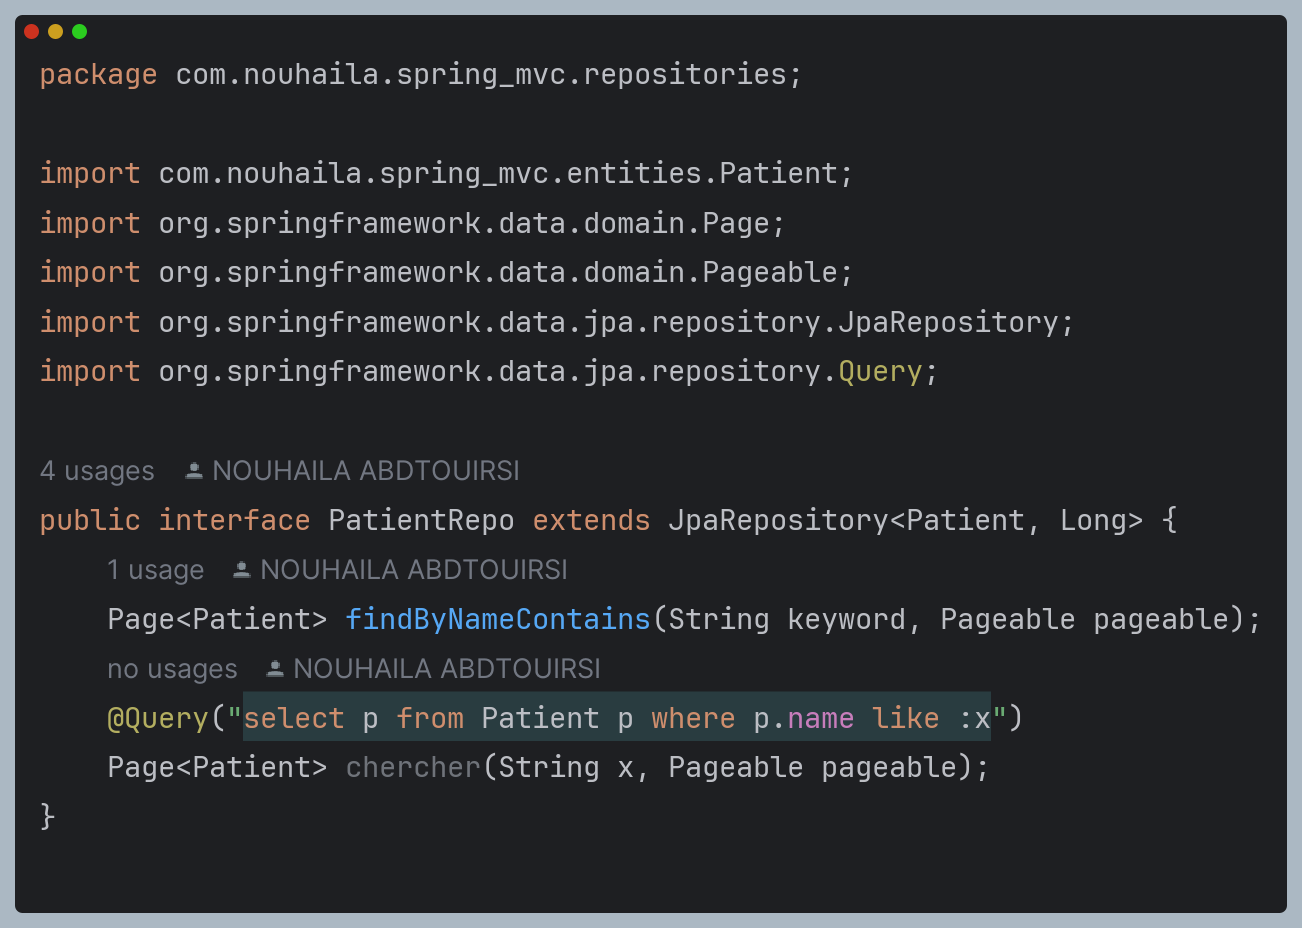 package com.nouhaila.spring_mvc.repositories;
import com.nouhaila.spring_mvc.entities.Patient;
import org.springframework.data.domain.Page;
import org.springframework.data.domain.Pageable;
import org.springframework.data.jpa.repository.JpaRepository;
import org.springframework.data.jpa.repository.Query;
4 usages NOUHAILA ABDTOUIRSI
public interface PatientRepo extends JpaRepository<Patient, Long> {
1 usage NOUHAILA ABDTOUIRSI
Page<Patient> findByNameContains(String keyword, Pageable pageable);
no usages NOUHAILA ABDTOUIRSI
@Query("select p from Patient p where p.name like :x")
Page<Patient> chercher(String x, Pageable pageable);
}